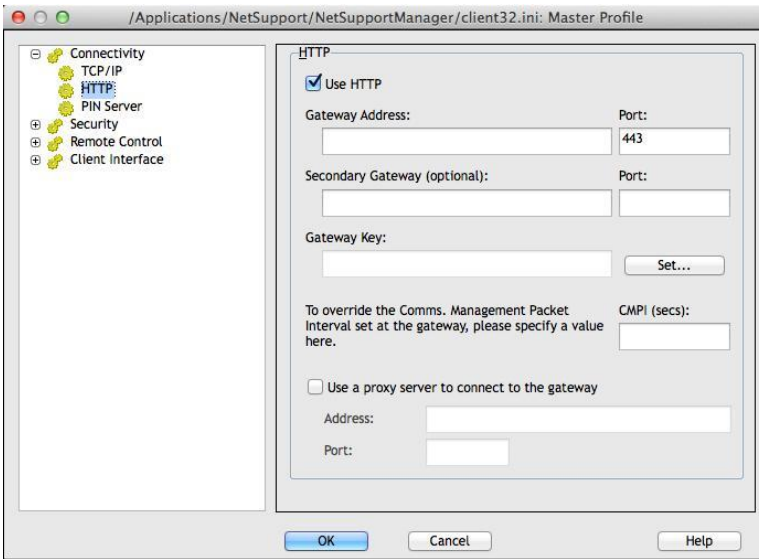 /Applications/NetSupport/NetSupportManager/client32.ini: Master Profile
Connectivity
TCP/IP
HTTP
PIN Server
Security
Remote Control
Client Interface
HTTP
Use HTTP
Gateway Address:
Port:
443
Secondary Gateway (optional):
Port:
Gateway Key:
Set...
To override the Comms. Management Packet
Interval set at the gateway, please specify a value
here.
CMPI (secs):
Use a proxy server to connect to the gateway
Address:
Port:
OK
Cancel
Help